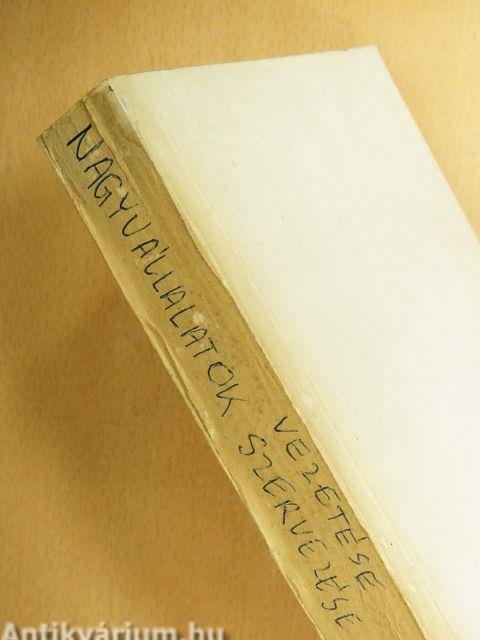 NAGYVÁLLALATOK
VEZETÉSE
SZERVEZÉSE
Antikvárium.hu